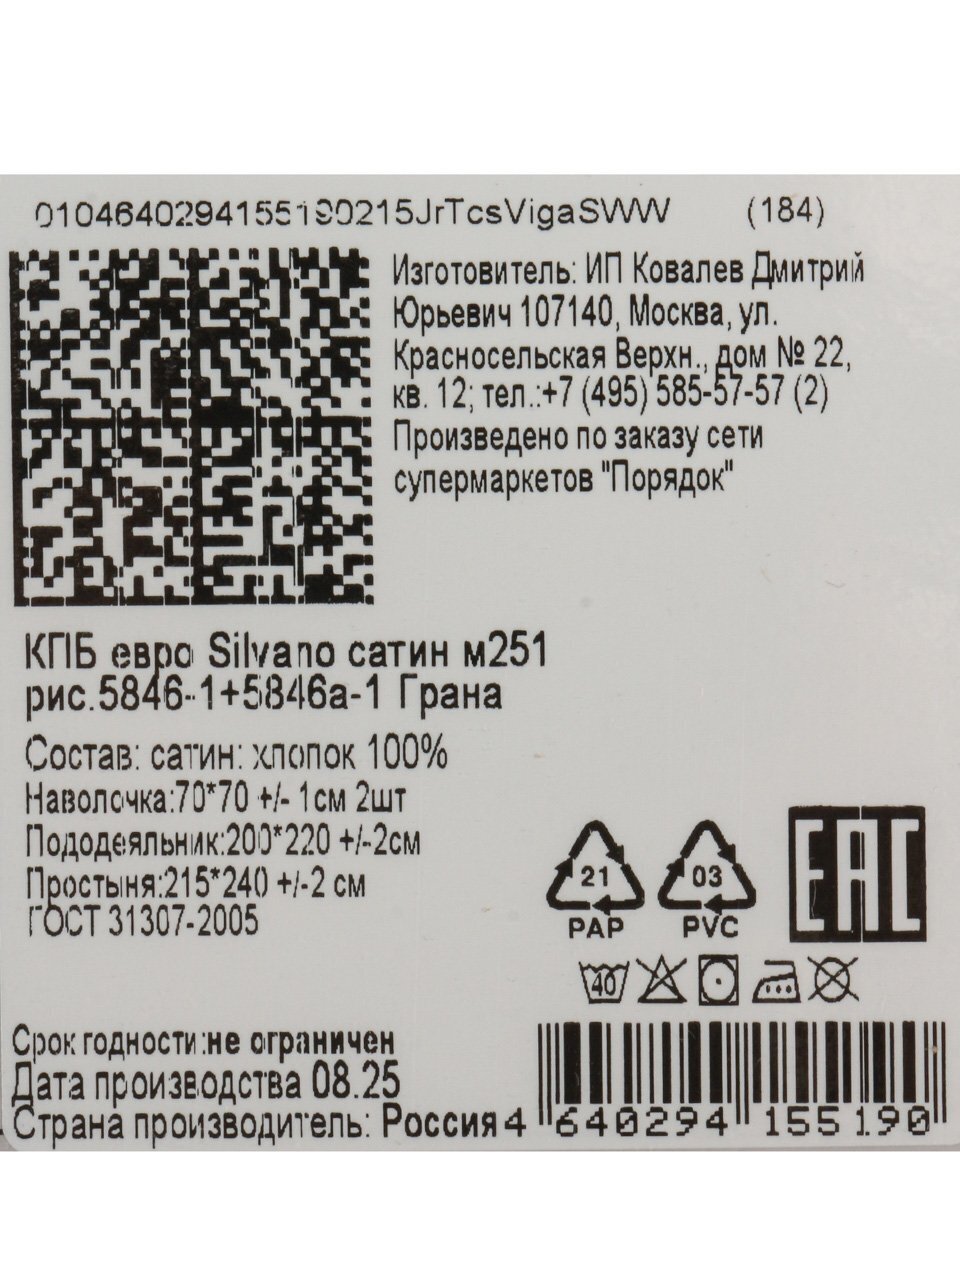 0104640294155190215JrTcsVigaSWW (184)
Изготовитель: ИП Ковалев Дмитрий
Юрьевич 107140, Москва, ул.
Красносельская Верхн., дом № 22,
кв. 12; тел.:+7 (495) 585-57-57 (2)
Произведено по заказу сети
супермаркетов "Порядок"
КПБ евро Silvano сатин м251
рис.5846-1+5846а-1 Грана
Состав: сатин: хлопок 100%
Наволочка:70*70 +/- 1см 2шт
Пододеяльник:200*220 +/-2см
Простыня:215*240 +/-2 см
ГОСТ 31307-2005
21 03
PAP PVC
EAC
40
Срок годности:не ограничен
Дата производства 08.25
Страна производитель: Россия
4 640294 155190